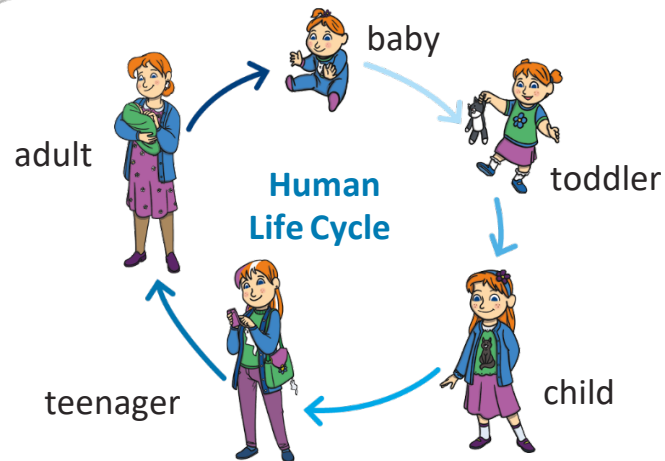 baby
toddler
child
teenager
adult
Human
Life Cycle